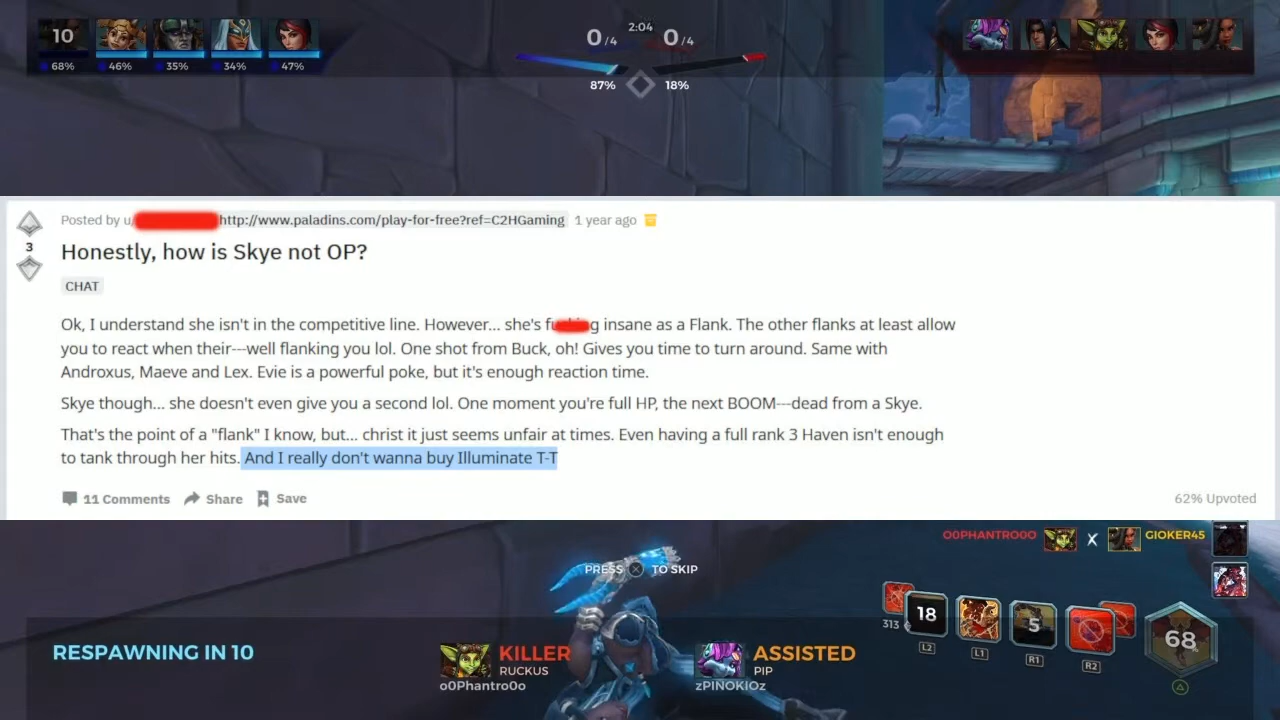 10
68%
46%
35%
34%
47%
2:04
0/4
0/4
87%
18%
Posted by u/ http://www.paladins.com/play-for-free?ref=C2HGaming 1 year ago
3
Honestly, how is Skye not OP?
CHAT
Ok, I understand she isn't in the competitive line. However... she's fu g insane as a Flank. The other flanks at least allow
you to react when their---well flanking you lol. One shot from Buck, oh! Gives you time to turn around. Same with
Androxus, Maeve and Lex. Evie is a powerful poke, but it's enough reaction time.
Skye though... she doesn't even give you a second lol. One moment you're full HP, the next BOOM---dead from a Skye.
That's the point of a "flank" I know, but... christ it just seems unfair at times. Even having a full rank 3 Haven isn't enough
to tank through her hits. And I really don't wanna buy Illuminate T-T
11 Comments Share Save
62% Upvoted
O0PHANTRO0O X GIOKER45
PRESS X TO SKIP
313
18
5
68%
L2
L1
R1
R2
RESPAWNING IN 10
KILLER
RUCKUS
o0Phantro0o
ASSISTED
PIP
zPINOKIOz